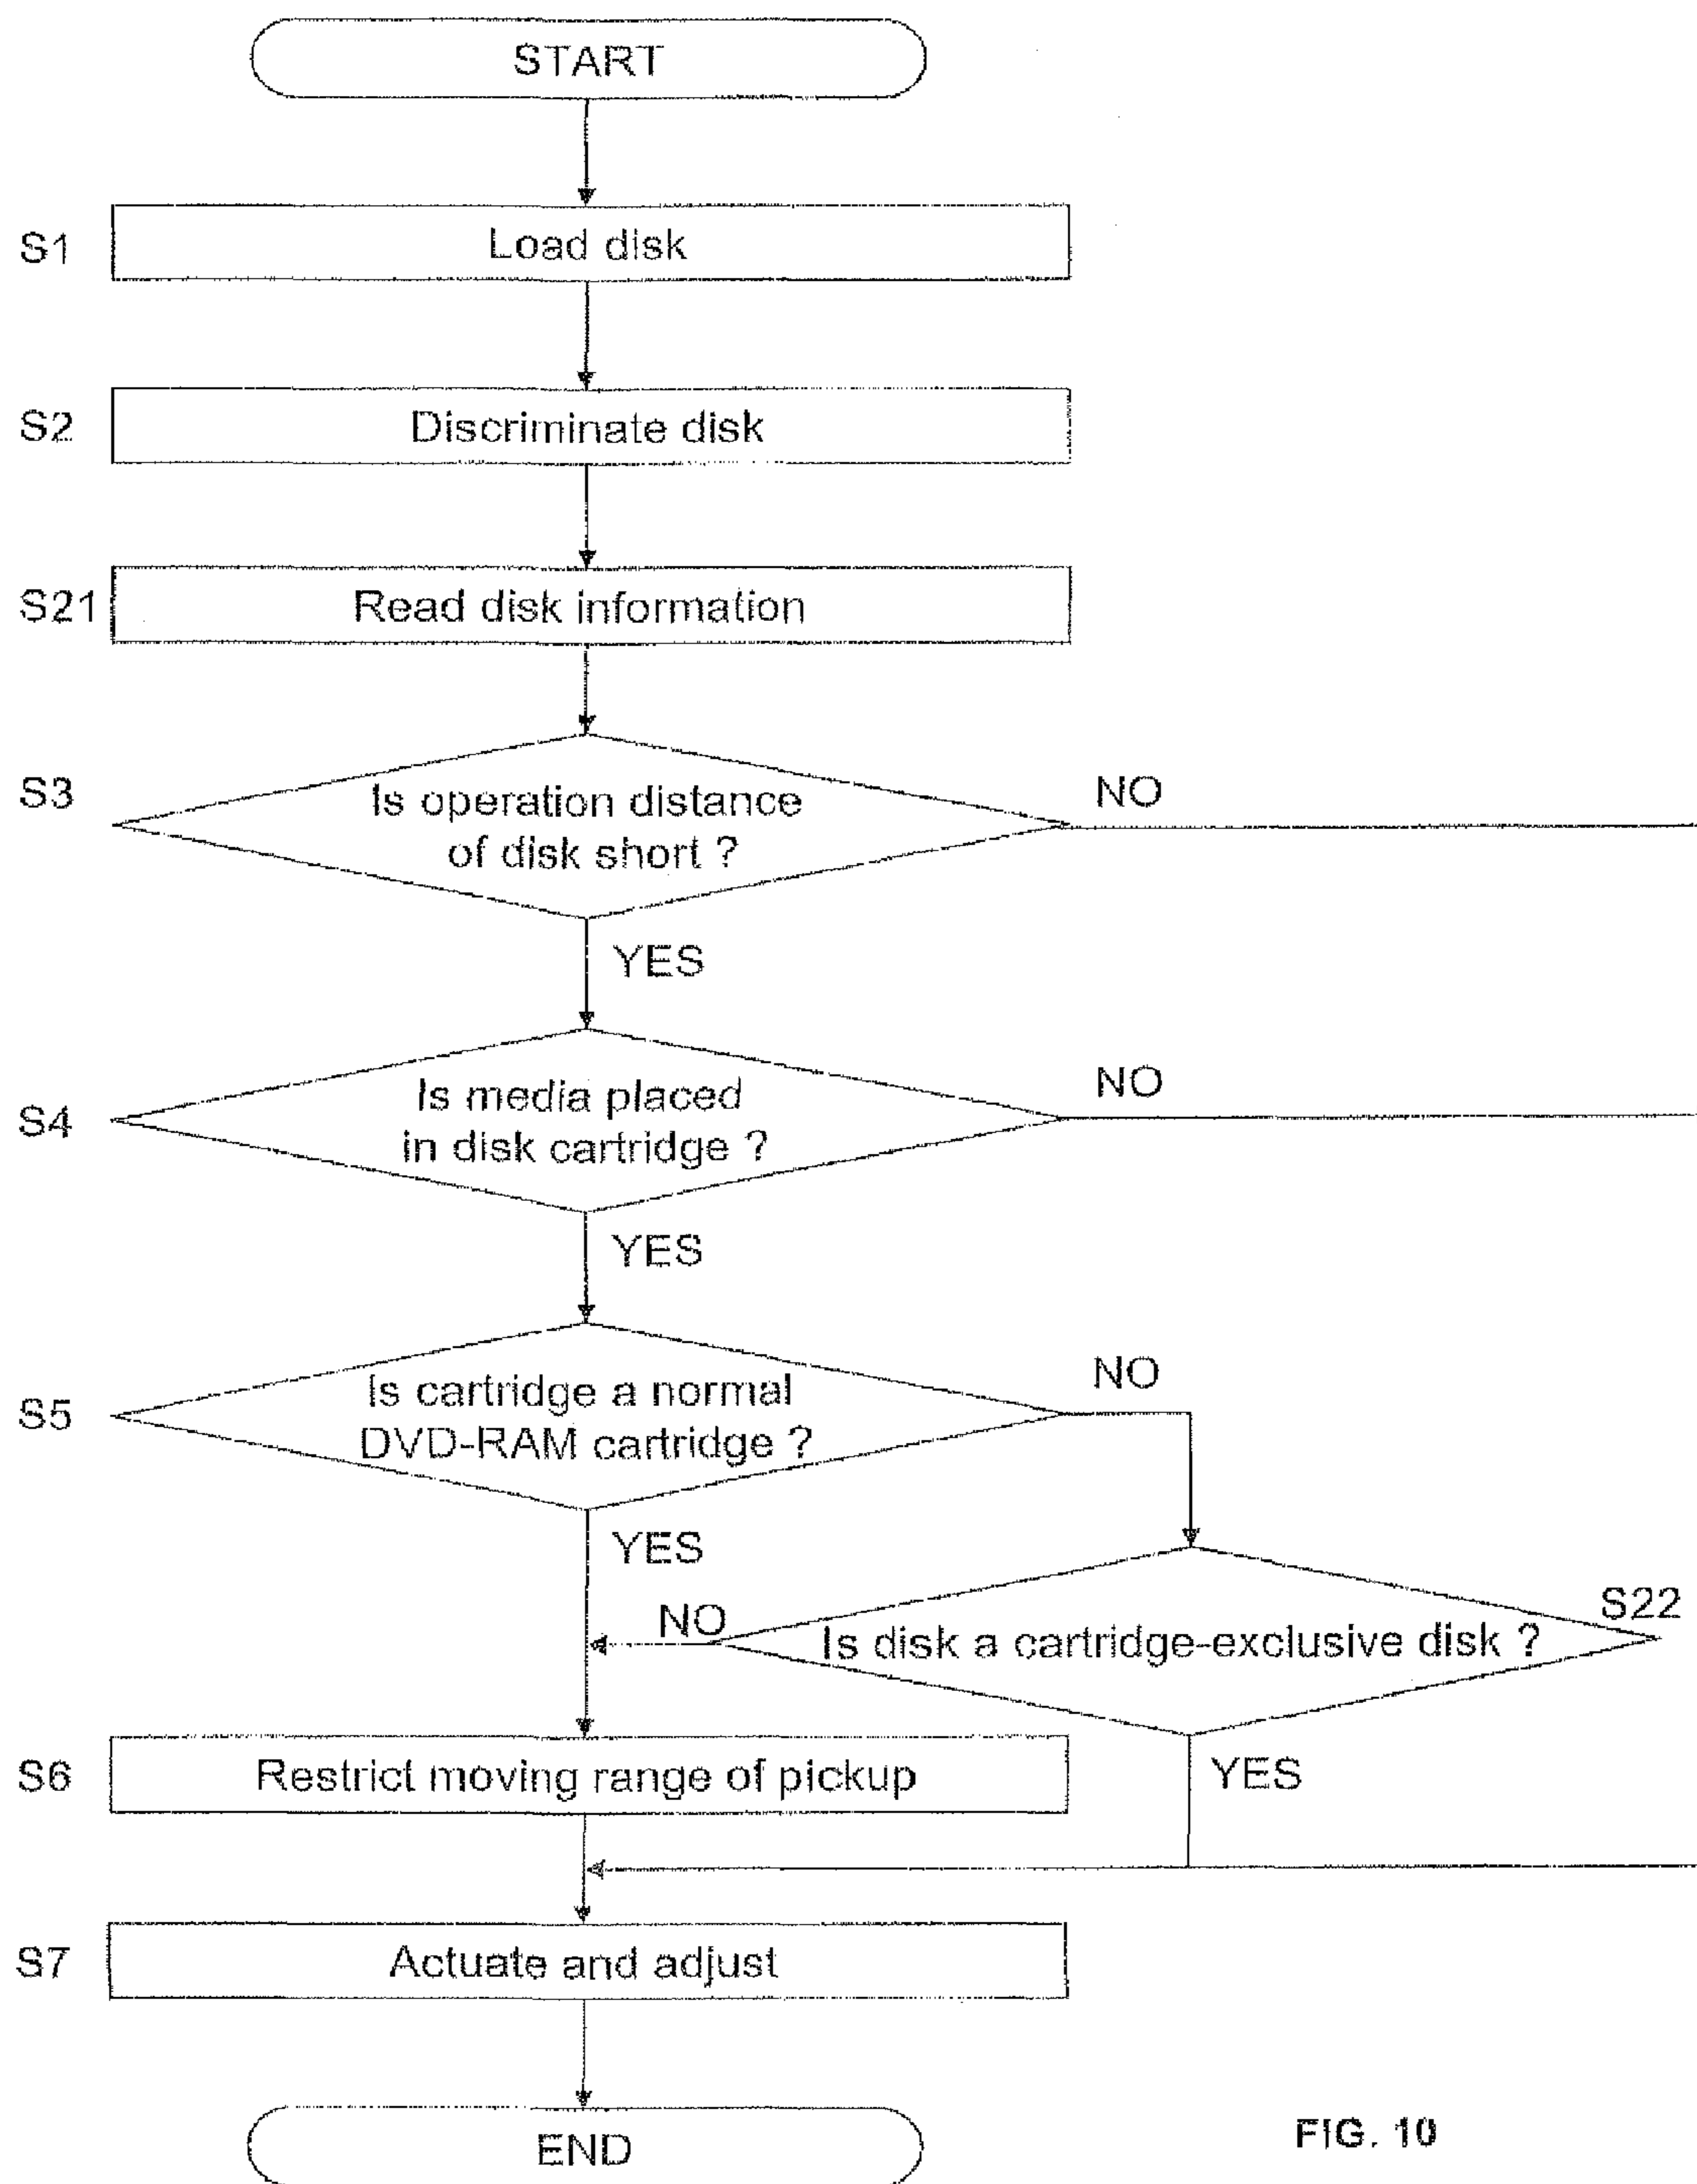 START
S1
Load disk
S2
Discriminate disk
S21
Read disk information
S3
Is operation distance
of disk short ?
NO
YES
S4
Is media placed
in disk cartridge ?
NO
YES
S5
Is cartridge a normal
DVD-RAM cartridge ?
NO
YES
NO
S22
Is disk a cartridge-exclusive disk ?
S6
Restrict moving range of pickup
YES
S7
Actuate and adjust
END
FIG. 10